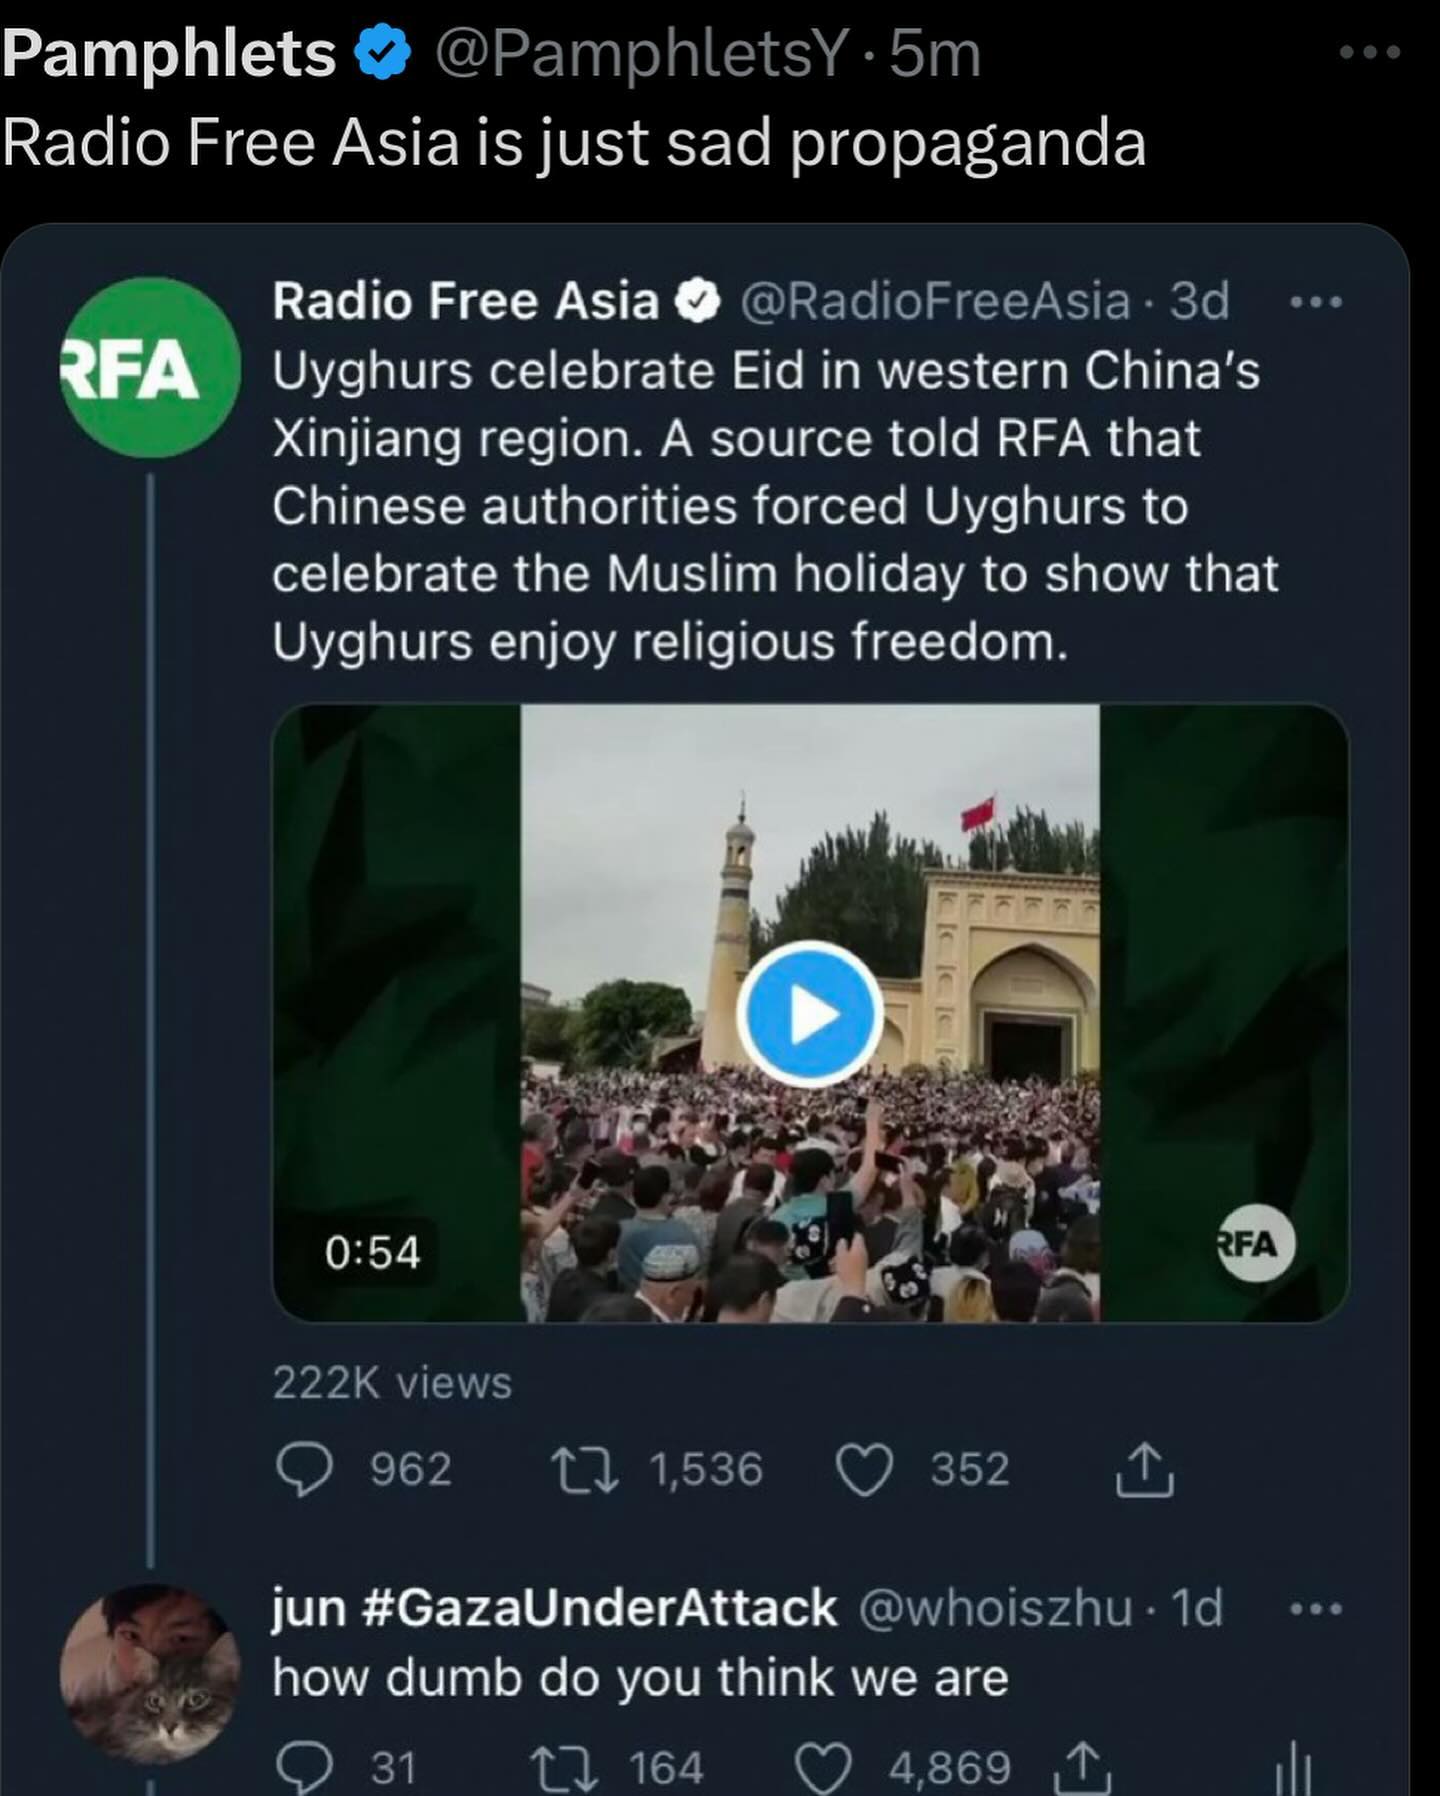 Pamphlets @PamphletsY · 5m
Radio Free Asia is just sad propaganda
RFA
Radio Free Asia @RadioFreeAsia · 3d
Uyghurs celebrate Eid in western China's
Xinjiang region. A source told RFA that
Chinese authorities forced Uyghurs to
celebrate the Muslim holiday to show that
Uyghurs enjoy religious freedom.
0:54
RFA
222K views
962 1,536 352
jun #GazaUnderAttack @whoiszhu · 1d
how dumb do you think we are
31 164 4,869